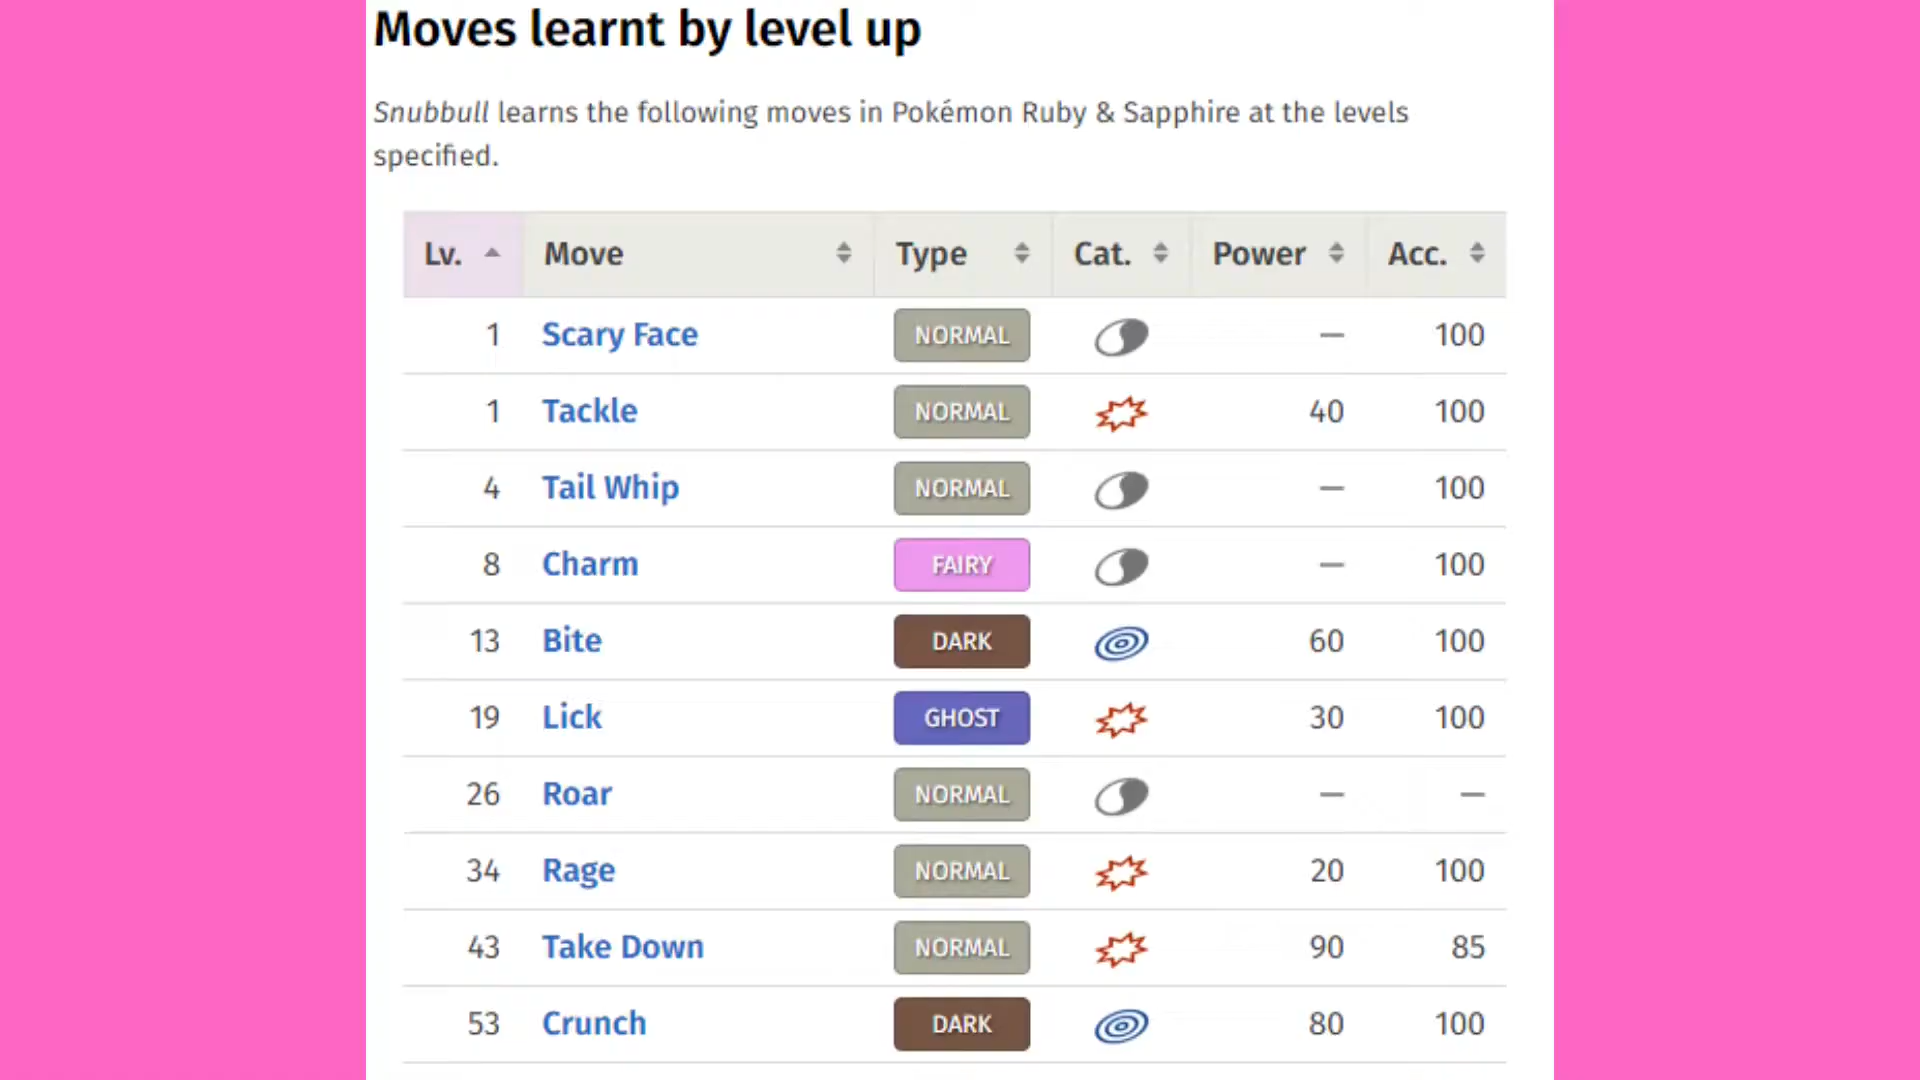 Moves learnt by level up
Snubbull learns the following moves in Pokémon Ruby & Sapphire at the levels
specified.
Lv. Move Type Cat. Power Acc.
1 Scary Face NORMAL — 100
1 Tackle NORMAL 40 100
4 Tail Whip NORMAL — 100
8 Charm FAIRY — 100
13 Bite DARK 60 100
19 Lick GHOST 30 100
26 Roar NORMAL — —
34 Rage NORMAL 20 100
43 Take Down NORMAL 90 85
53 Crunch DARK 80 100